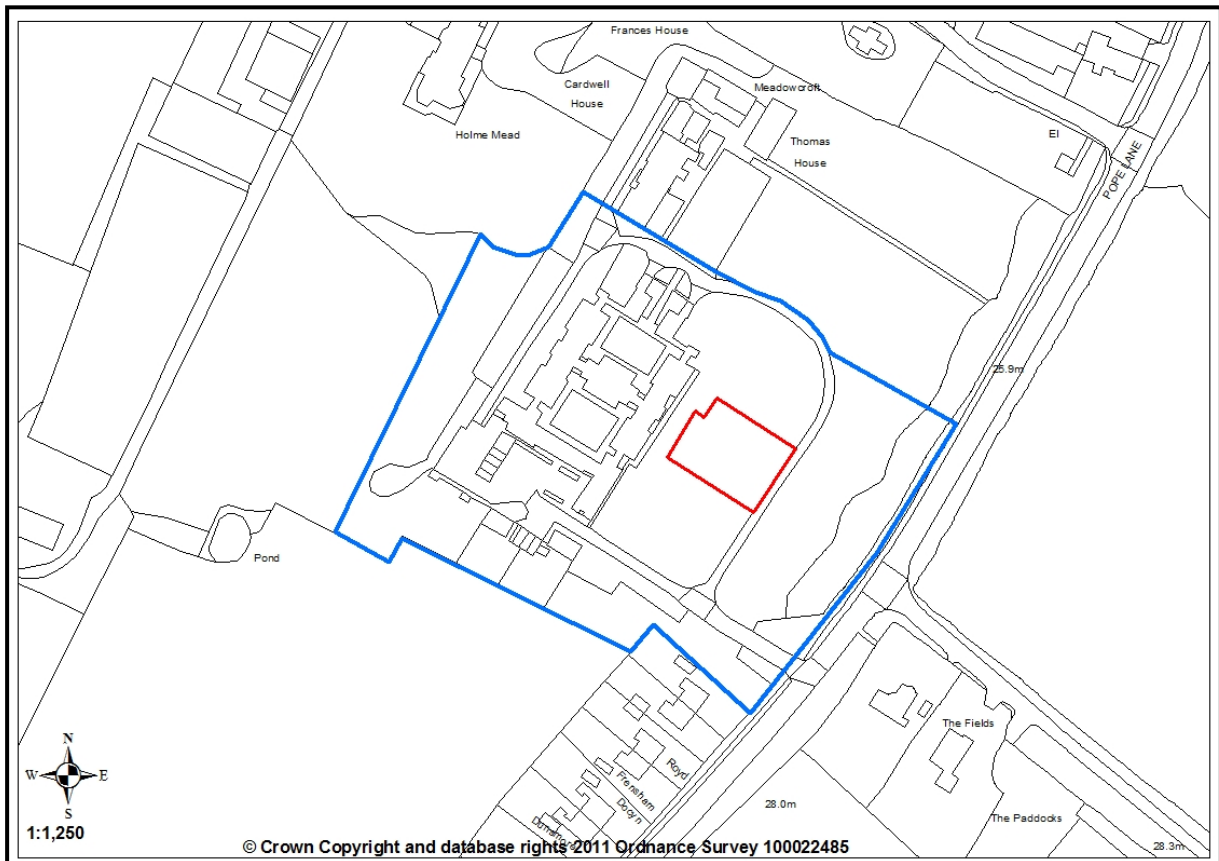 Frances House
Cardwell
House
Meadowcroft
Holme Mead
Thomas
House
El
POPE LANE
25.9m
Pond
The Fields
Royd
Frensham
Docyn
28.0m
The Paddocks
28.3m
N
W E
S
1:1,250
© Crown Copyright and database rights 2011 Ordnance Survey 100022485